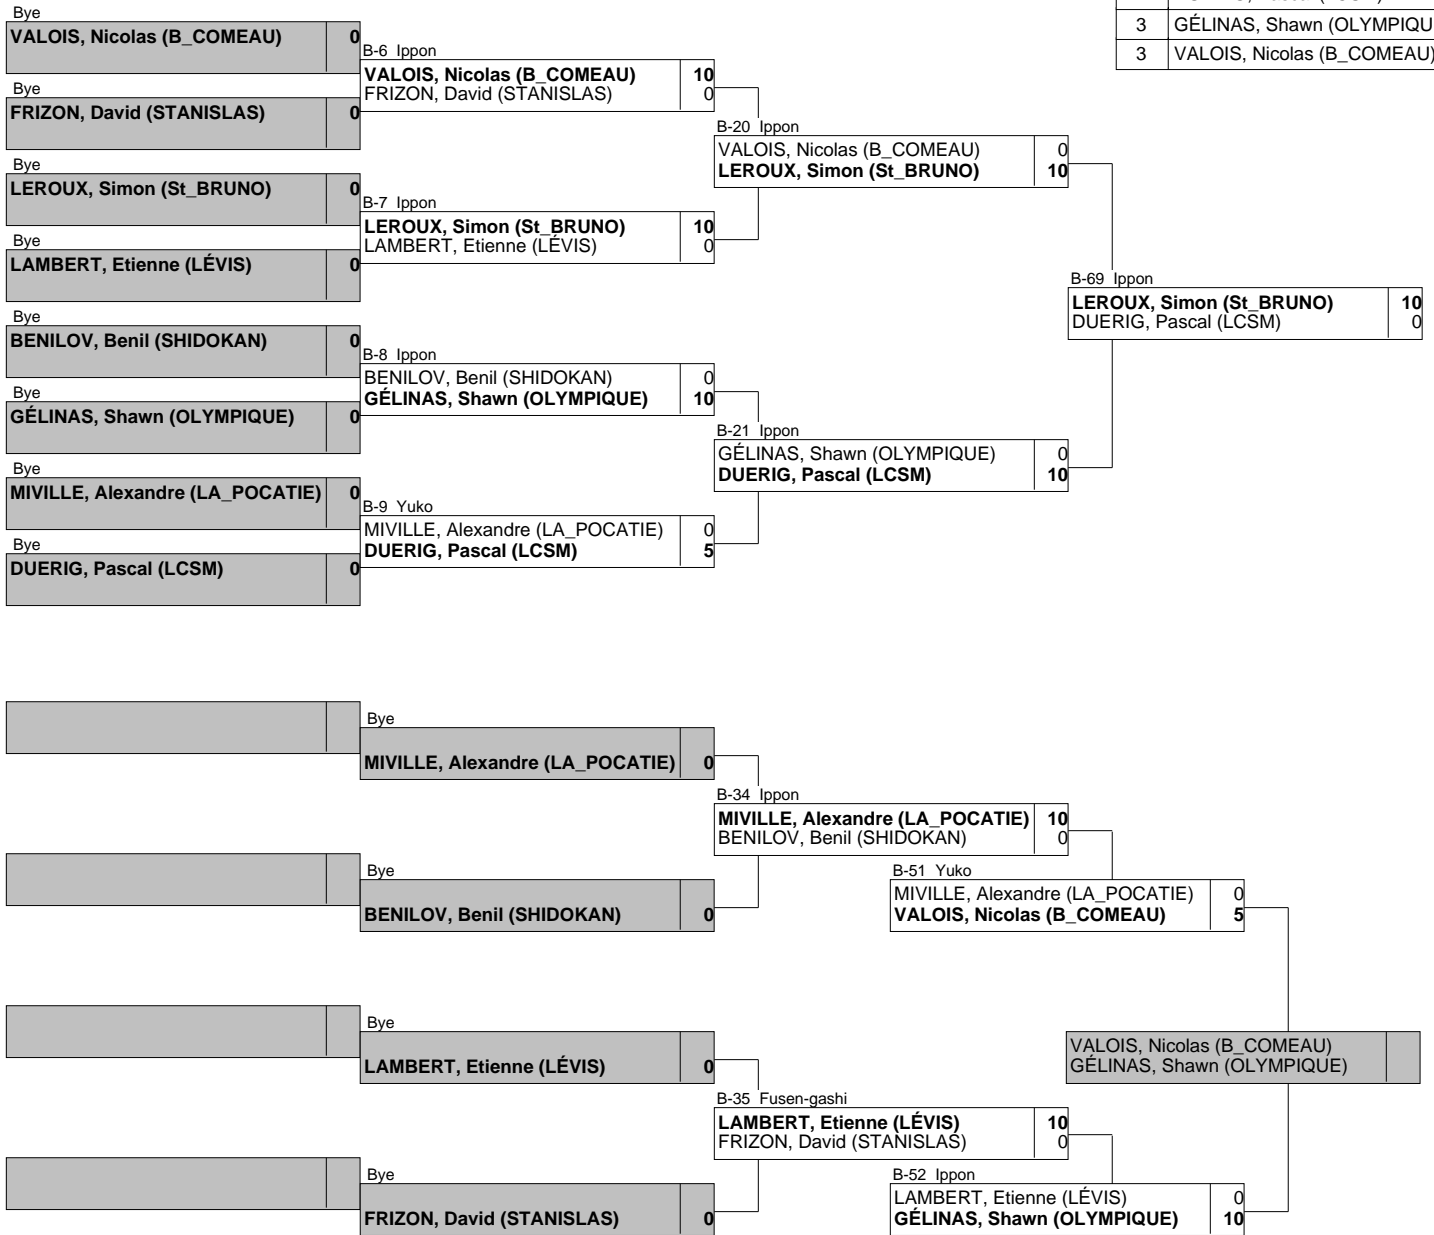 3 GÉLINAS, Shawn (OLYMPIQU
3 VALOIS, Nicolas (B_COMEAU)
Bye
VALOIS, Nicolas (B_COMEAU) 0
Bye
FRIZON, David (STANISLAS) 0
Bye
LEROUX, Simon (St_BRUNO) 0
Bye
LAMBERT, Etienne (LÉVIS) 0
Bye
BENILOV, Benil (SHIDOKAN) 0
Bye
GÉLINAS, Shawn (OLYMPIQUE) 0
Bye
MIVILLE, Alexandre (LA_POCATIE) 0
Bye
DUERIG, Pascal (LCSM) 0
B-6 Ippon
VALOIS, Nicolas (B_COMEAU) 10
FRIZON, David (STANISLAS) 0
B-7 Ippon
LEROUX, Simon (St_BRUNO) 10
LAMBERT, Etienne (LÉVIS) 0
B-8 Ippon
BENILOV, Benil (SHIDOKAN) 0
GÉLINAS, Shawn (OLYMPIQUE) 10
B-9 Yuko
MIVILLE, Alexandre (LA_POCATIE) 0
DUERIG, Pascal (LCSM) 5
B-20 Ippon
VALOIS, Nicolas (B_COMEAU) 0
LEROUX, Simon (St_BRUNO) 10
B-21 Ippon
GÉLINAS, Shawn (OLYMPIQUE) 0
DUERIG, Pascal (LCSM) 10
B-69 Ippon
LEROUX, Simon (St_BRUNO) 10
DUERIG, Pascal (LCSM) 0
Bye
MIVILLE, Alexandre (LA_POCATIE) 0
Bye
BENILOV, Benil (SHIDOKAN) 0
Bye
LAMBERT, Etienne (LÉVIS) 0
Bye
FRIZON, David (STANISLAS) 0
B-34 Ippon
MIVILLE, Alexandre (LA_POCATIE) 10
BENILOV, Benil (SHIDOKAN) 0
B-35 Fusen-gashi
LAMBERT, Etienne (LÉVIS) 10
FRIZON, David (STANISLAS) 0
B-51 Yuko
MIVILLE, Alexandre (LA_POCATIE) 0
VALOIS, Nicolas (B_COMEAU) 5
B-52 Ippon
LAMBERT, Etienne (LÉVIS) 0
GÉLINAS, Shawn (OLYMPIQUE) 10
VALOIS, Nicolas (B_COMEAU)
GÉLINAS, Shawn (OLYMPIQUE)